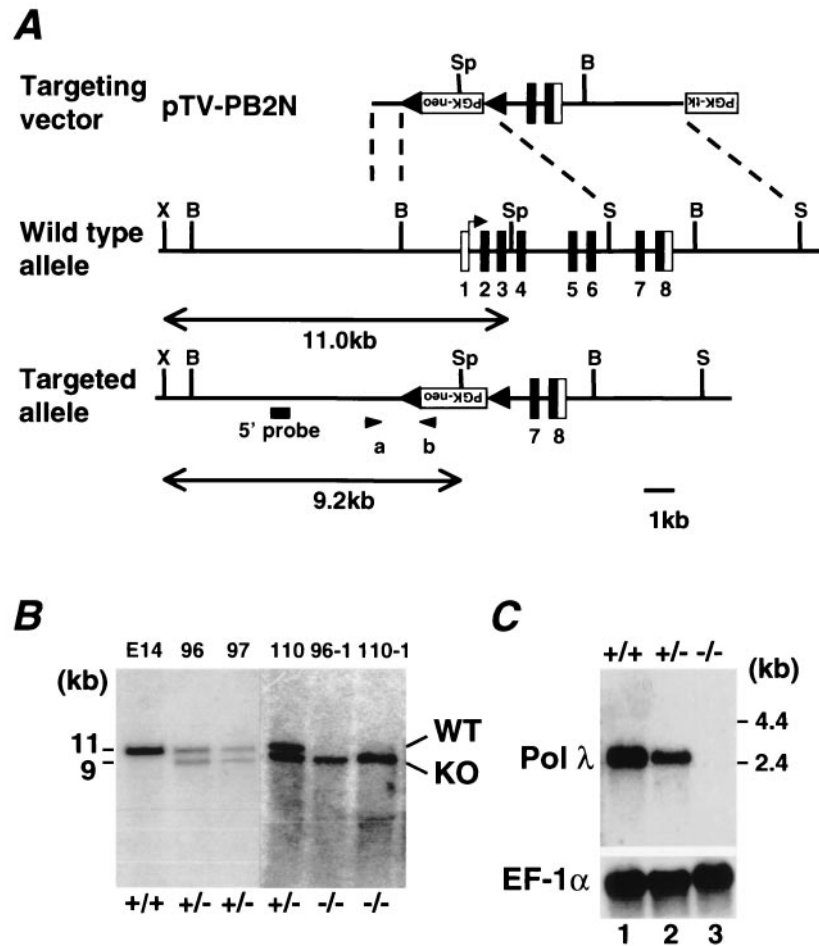 A
Targeting vector pTV-PB2N
Sp B
PGK-neo PGK-tk
Wild type allele
X B B Sp S B S
1 2 3 4 5 6 7 8
11.0kb
Targeted allele
X B Sp B S
PGK-neo
5' probe a b 7 8
9.2kb
1kb
B
E14 96 97 110 96-1 110-1
(kb)
11
9
WT
KO
+/+ +/- +/- +/- -/- -/-
C
+/+ +/- -/-
(kb)
4.4
Pol λ
2.4
EF-1α
1 2 3